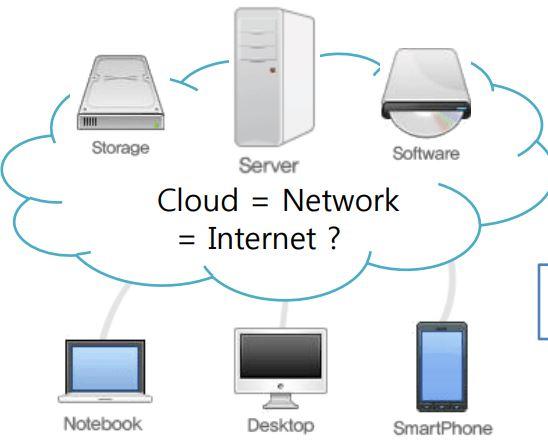 Storage
Server
Software
Cloud = Network
= Internet ?
Notebook
Desktop
SmartPhone